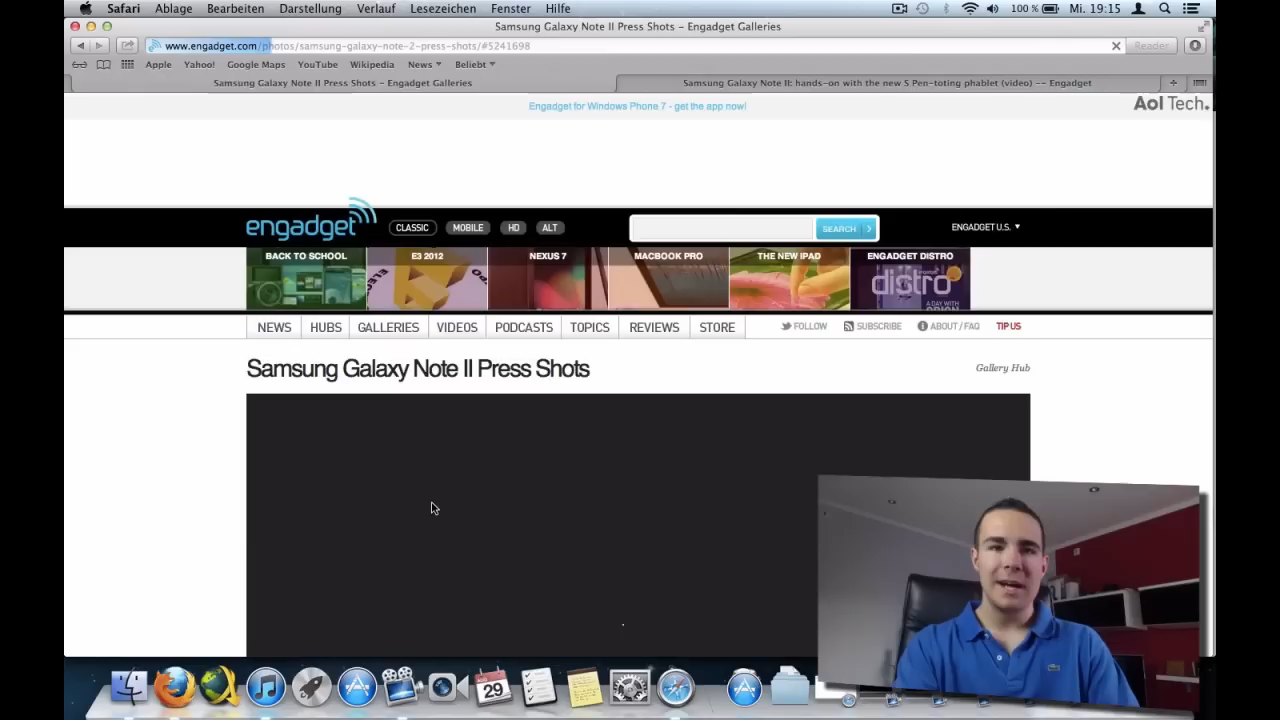 Safari Ablage Bearbeiten Darstellung Verlauf Lesezeichen Fenster Hilfe 100 % Mi. 19:15
Samsung Galaxy Note II Press Shots – Engadget Galleries
www.engadget.com/photos/samsung-galaxy-note-2-press-shots/#5241698 Reader
Apple Yahoo! Google Maps YouTube Wikipedia News Beliebt
Samsung Galaxy Note II Press Shots – Engadget Galleries Samsung Galaxy Note II: hands-on with the new S Pen-toting phablet (video) -- Engadget
Engadget for Windows Phone 7 - get the app now! Aol Tech.
engadget CLASSIC MOBILE HD ALT SEARCH ENGADGET U.S.
BACK TO SCHOOL E3 2012 NEXUS 7 MACBOOK PRO THE NEW IPAD ENGADGET DISTRO
distro
A DAY WITH
NEWS HUBS GALLERIES VIDEOS PODCASTS TOPICS REVIEWS STORE FOLLOW SUBSCRIBE ABOUT / FAQ TIP US
Samsung Galaxy Note II Press Shots Gallery Hub
29